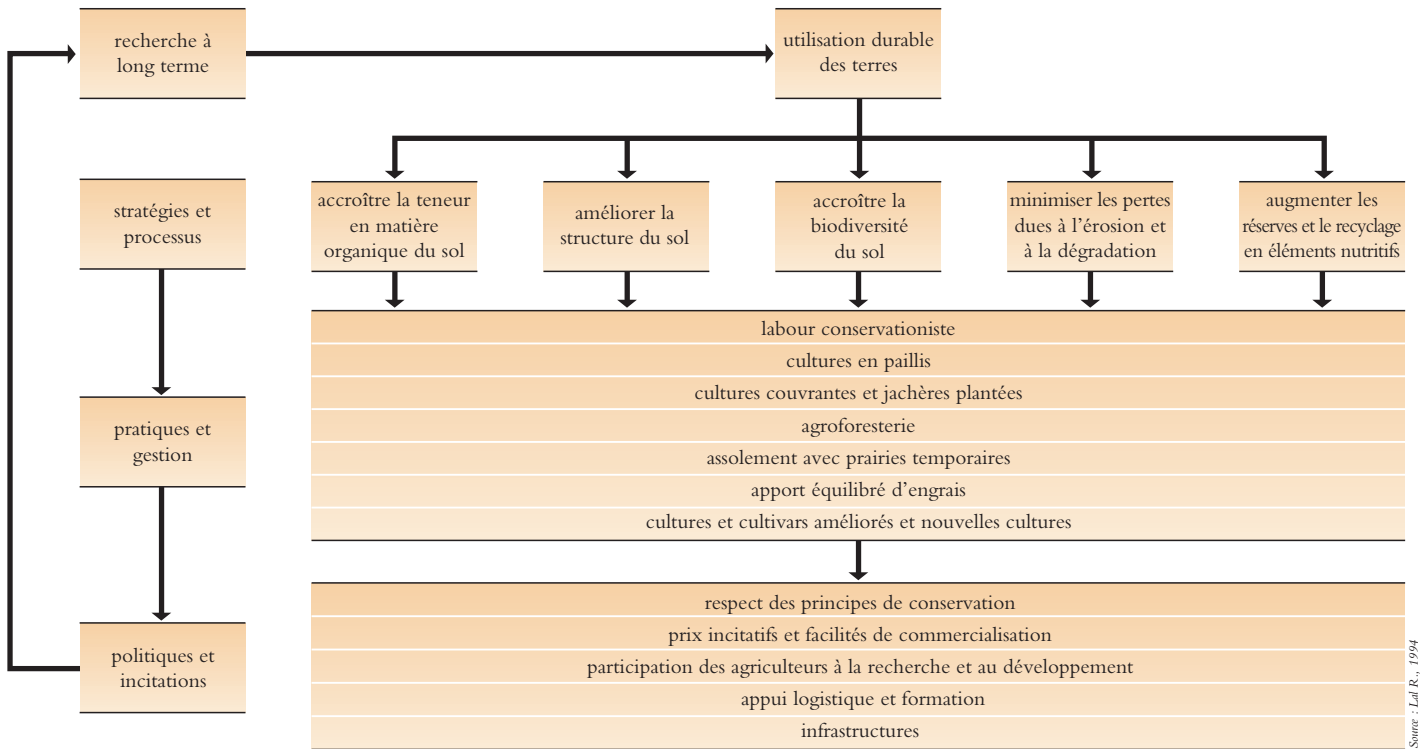 recherche à
long terme
utilisation durable
des terres
stratégies et
processus
accroître la teneur
en matière
organique du sol
améliorer la
structure du sol
accroître la
biodiversité
du sol
minimiser les pertes
dues à l'érosion et
à la dégradation
augmenter les
réserves et le recyclage
en éléments nutritifs
labour conservationiste
cultures en paillis
cultures couvrantes et jachères plantées
agroforesterie
assolement avec prairies temporaires
apport équilibré d'engrais
cultures et cultivars améliorés et nouvelles cultures
pratiques et
gestion
respect des principes de conservation
prix incitatifs et facilités de commercialisation
participation des agriculteurs à la recherche et au développement
appui logistique et formation
infrastructures
politiques et
incitations
Source : Lal R., 1994